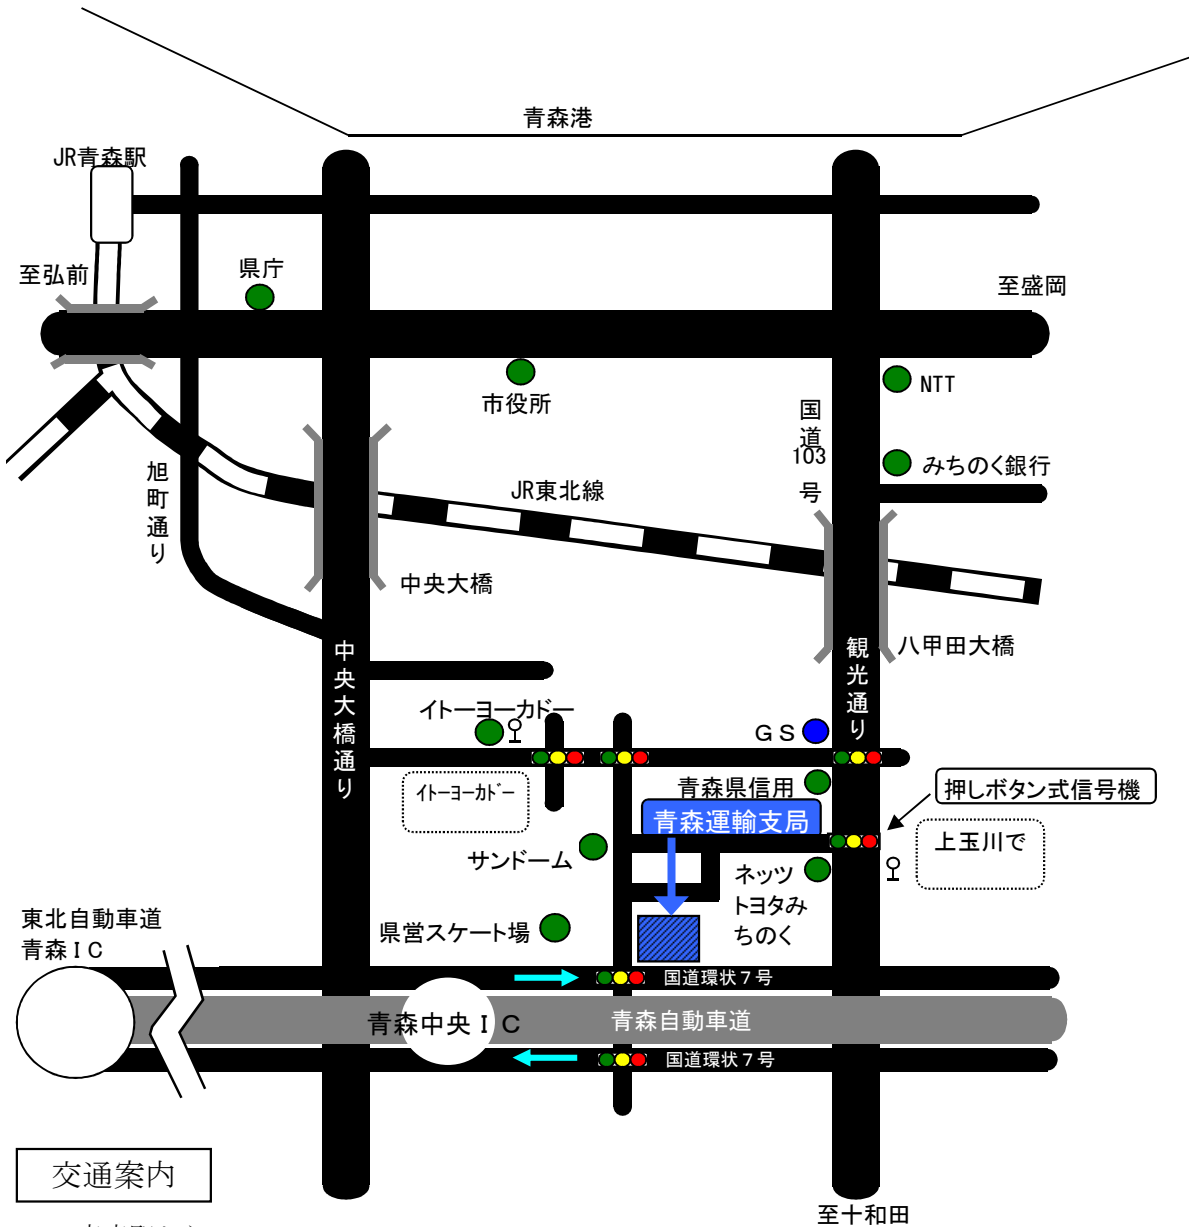 青森港
JR青森駅
県庁
至弘前
至盛岡
NTT
市役所
国道
103
号
みちのく銀行
旭町通り
JR東北線
中央大橋
八甲田大橋
中央大橋通り
観光通り
イトーヨーカドー
GS
青森県信用
押しボタン式信号機
イトーヨーカドー
青森運輸支局
上玉川で
サンドーム
ネッツ
トヨタみ
ちのく
県営スケート場
東北自動車道
青森IC
国道環状7号
青森中央IC
青森自動車道
国道環状7号
交通案内
至十和田